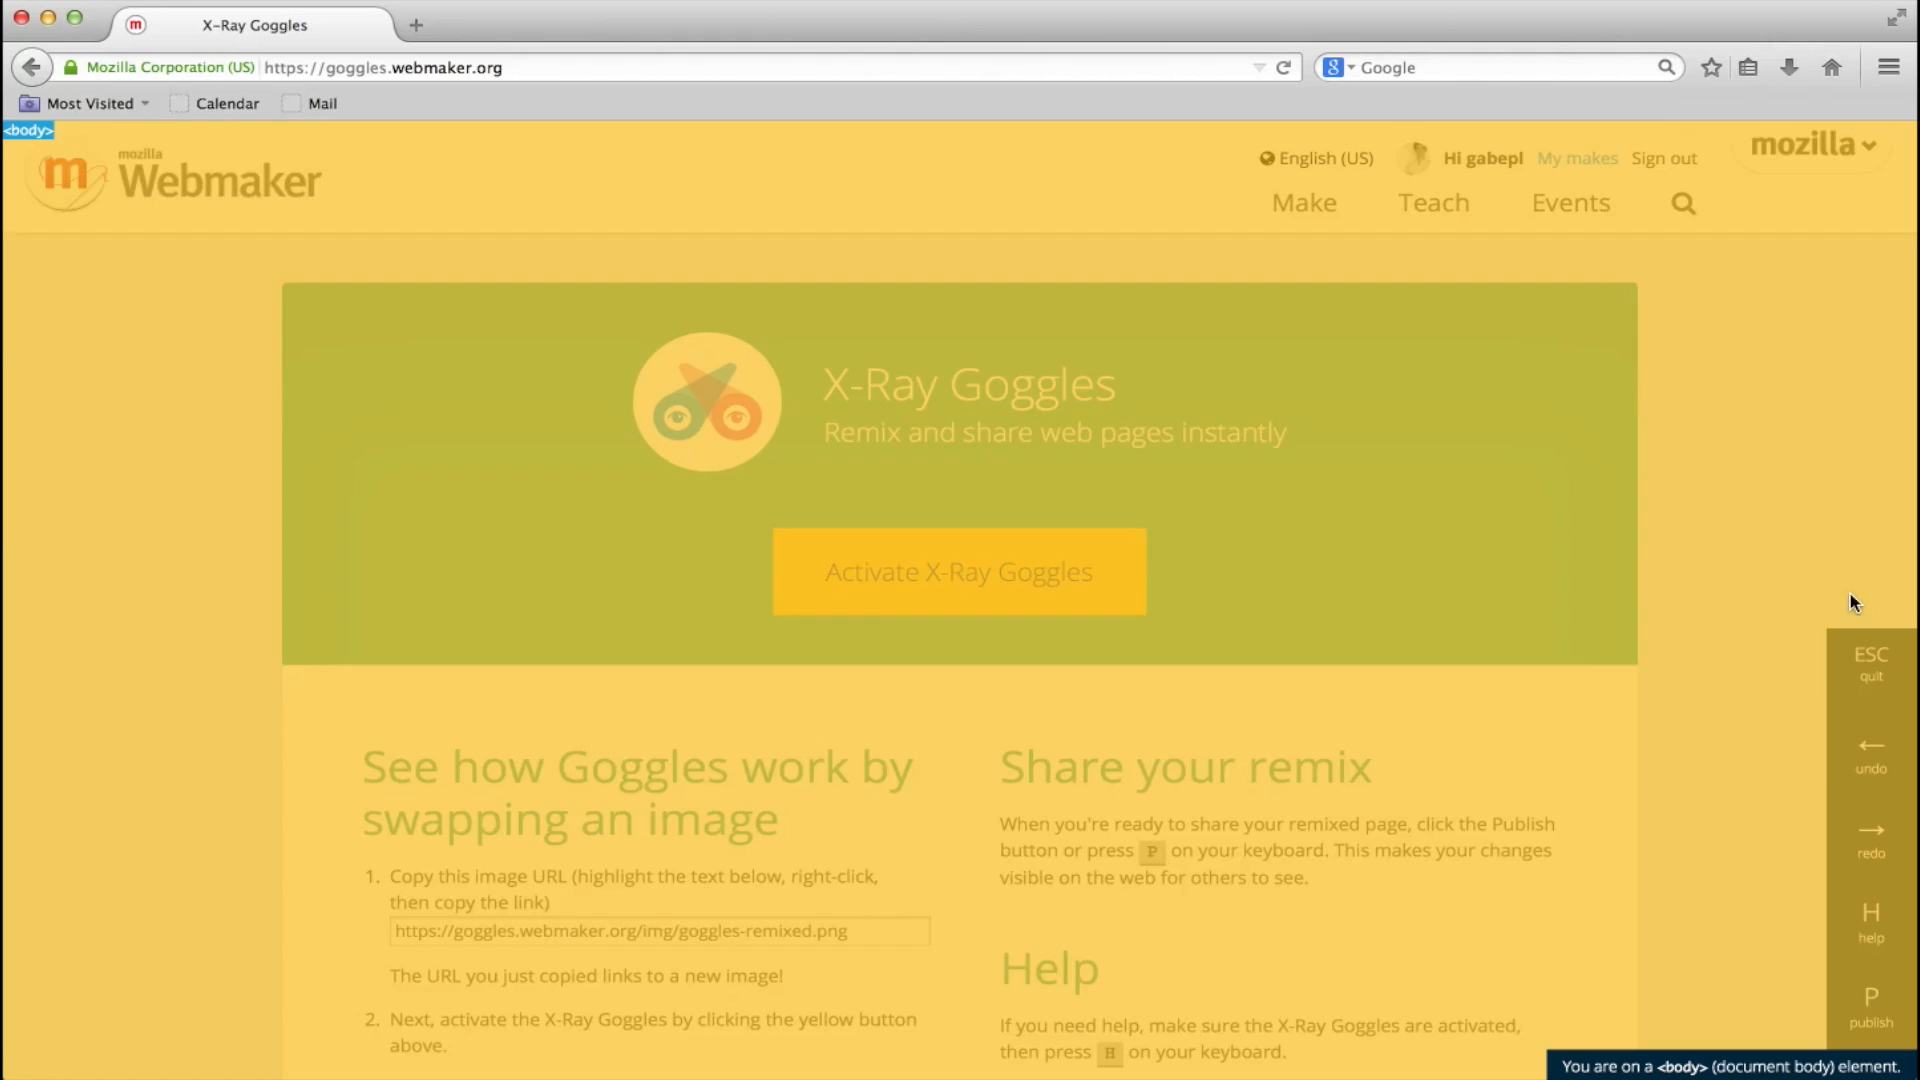 X-Ray Goggles
Mozilla Corporation (US) https://goggles.webmaker.org
Google
Most Visited Calendar Mail
<body>
m mozilla
Webmaker
English (US) Hi gabepl My makes Sign out
mozilla
Make Teach Events
X-Ray Goggles
Remix and share web pages instantly
Activate X-Ray Goggles
See how Goggles work by
swapping an image
1. Copy this image URL (highlight the text below, right-click,
then copy the link)
https://goggles.webmaker.org/img/goggles-remixed.png
The URL you just copied links to a new image!
2. Next, activate the X-Ray Goggles by clicking the yellow button
above.
Share your remix
When you're ready to share your remixed page, click the Publish
button or press P on your keyboard. This makes your changes
visible on the web for others to see.
Help
If you need help, make sure the X-Ray Goggles are activated,
then press H on your keyboard.
ESC
quit
undo
redo
H
help
P
publish
You are on a <body> (document body) element.